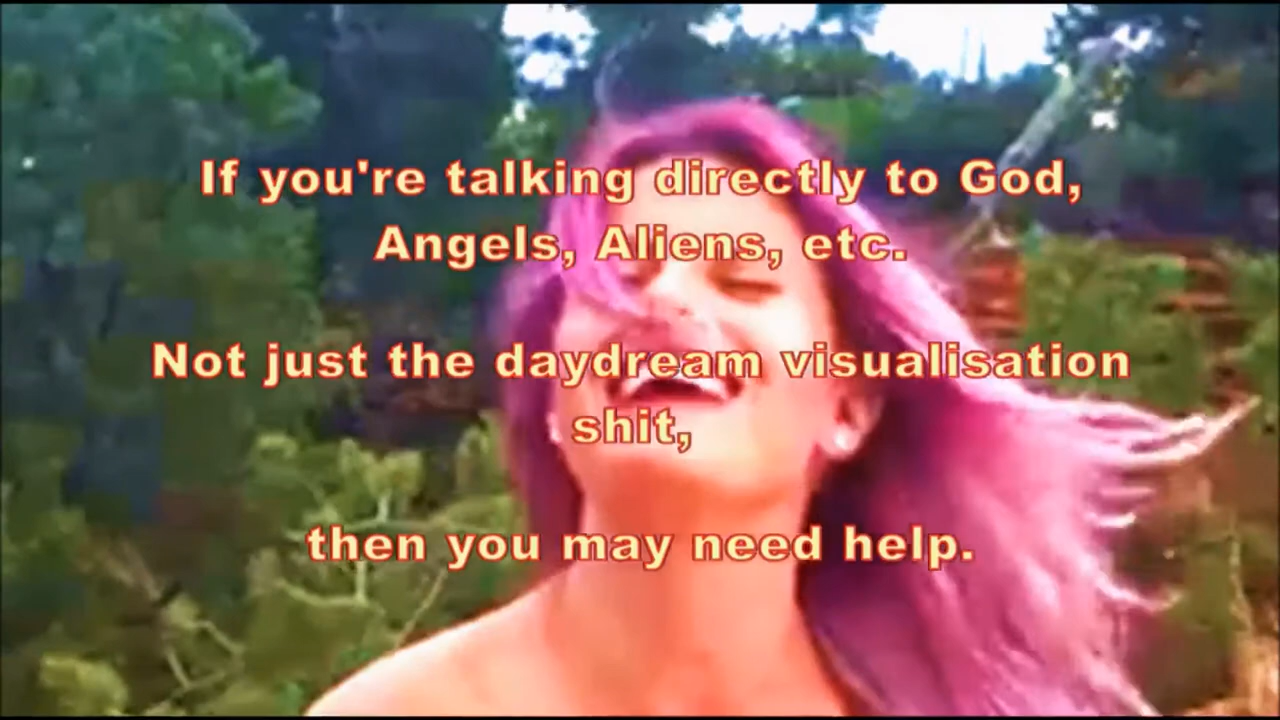 If you're talking directly to God,
Angels, Aliens, etc.
Not just the daydream visualisation
shit,
then you may need help.